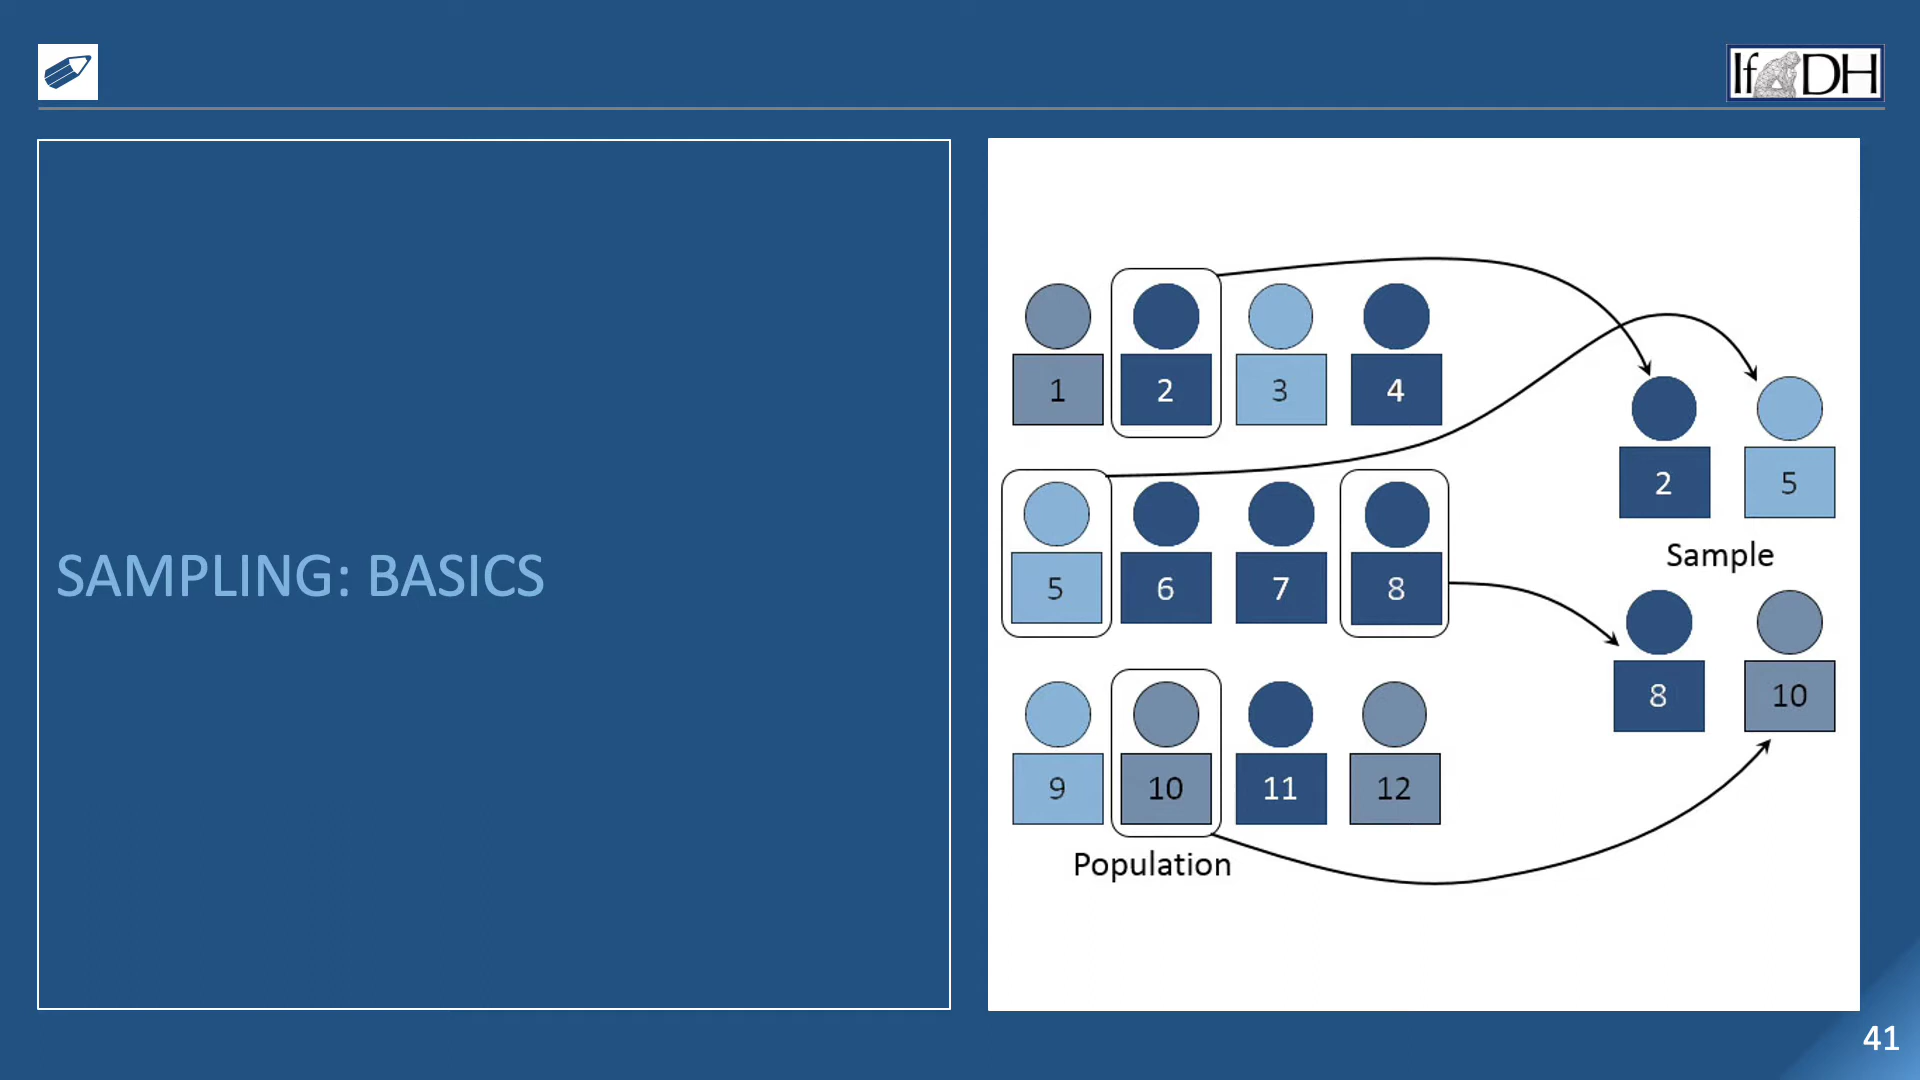 If DH
SAMPLING: BASICS
1 2 3 4
5 6 7 8
9 10 11 12
Population
2 5
Sample
8 10
41